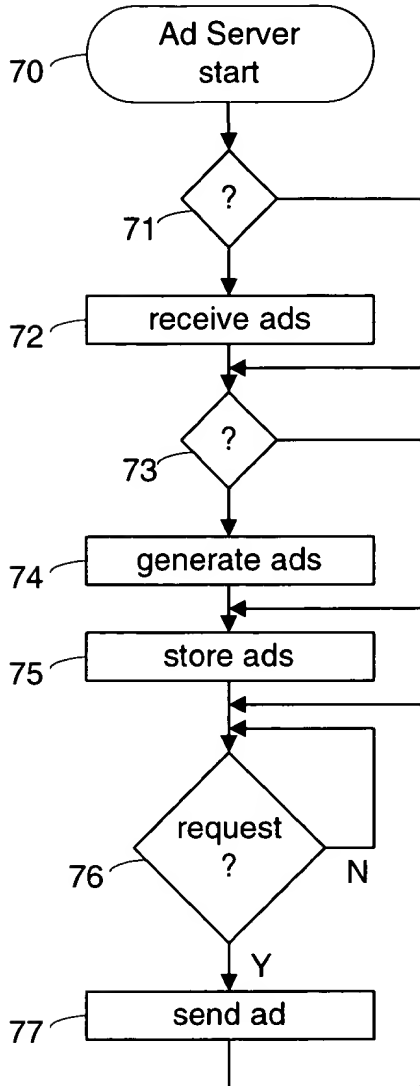 Ad Server
start
70
?
71
receive ads
72
?
73
generate ads
74
store ads
75
request
?
76
N
Y
send ad
77